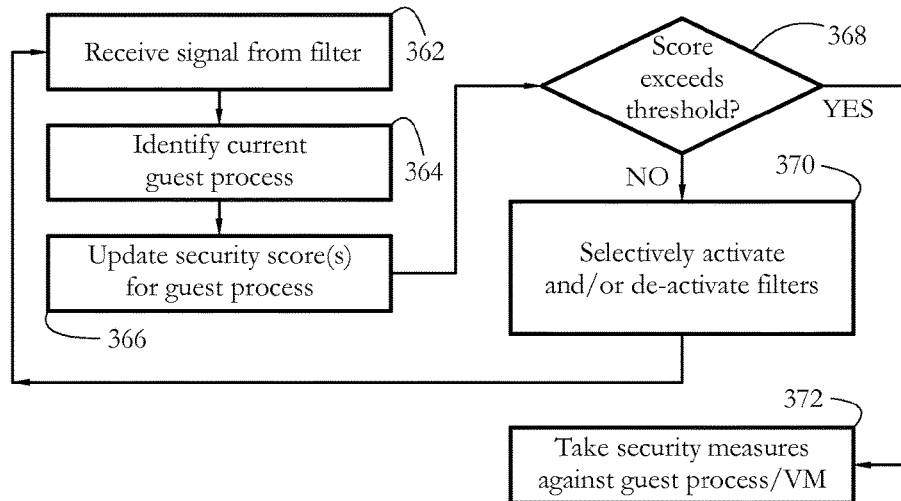 Receive signal from filter
362
Identify current
guest process
364
Update security score(s)
for guest process
366
Score
exceeds
threshold?
368
YES
NO
370
Selectively activate
and/or de-activate filters
372
Take security measures
against guest process/VM